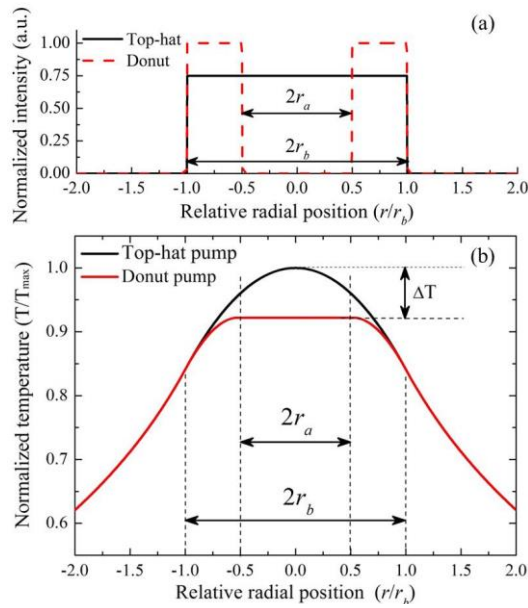 (a)
Top-hat
Donut
Normalized intensity (a.u.)
1.00
0.75
0.50
0.25
0.00
2r_a
2r_b
-2.0 -1.5 -1.0 -0.5 0.0 0.5 1.0 1.5 2.0
Relative radial position (r/r_b)
(b)
Top-hat pump
Donut pump
Normalized temperature (T/T_max)
1.0
0.9
0.8
0.7
0.6
ΔT
2r_a
2r_b
-2.0 -1.5 -1.0 -0.5 0.0 0.5 1.0 1.5 2.0
Relative radial position (r/r_b)